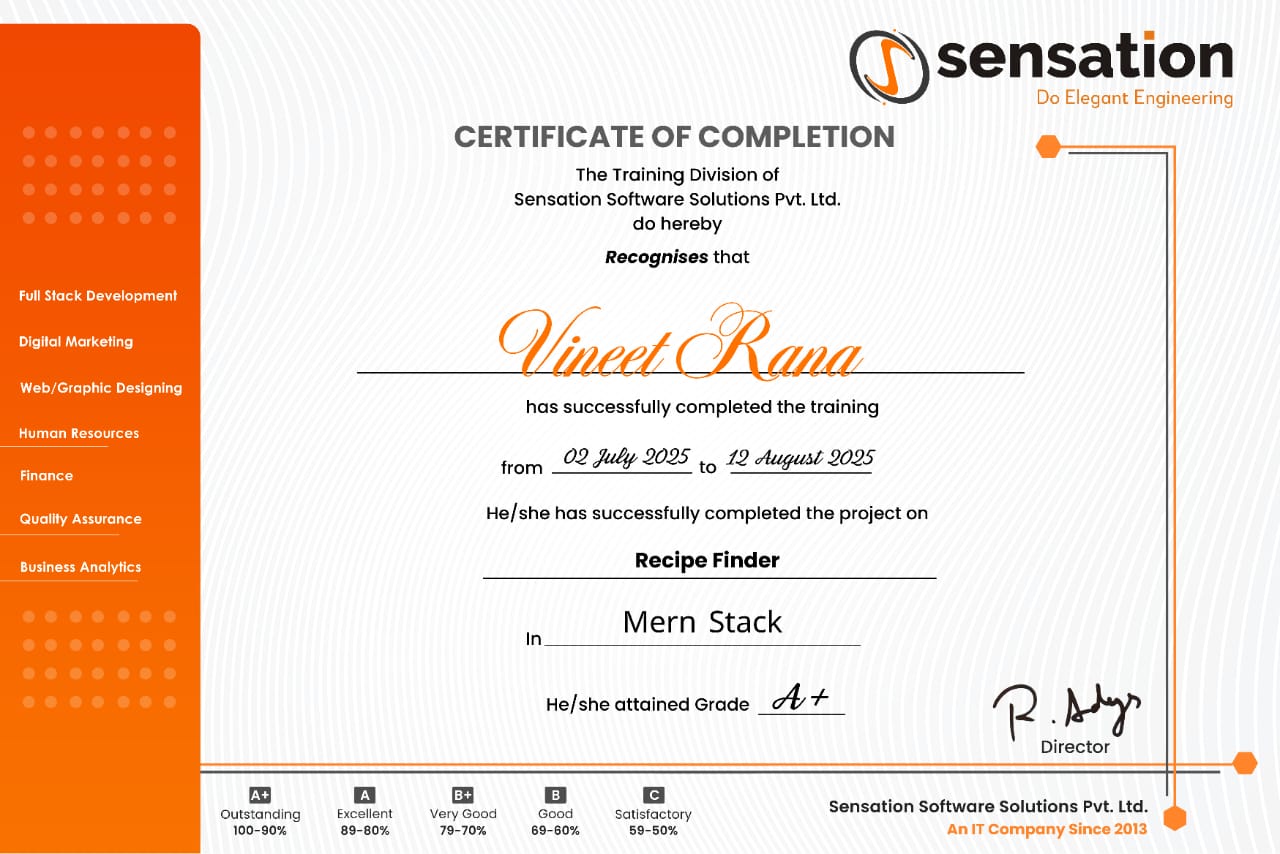 sensation
Do Elegant Engineering
CERTIFICATE OF COMPLETION
The Training Division of
Sensation Software Solutions Pvt. Ltd.
do hereby
Recognises that
Vineet Rana
has successfully completed the training
from 02 July 2025 to 12 August 2025
He/she has successfully completed the project on
Recipe Finder
In Mern Stack
He/she attained Grade A+
Director
Full Stack Development
Digital Marketing
Web/Graphic Designing
Human Resources
Finance
Quality Assurance
Business Analytics
A+ A B+ B C
Outstanding Excellent Very Good Good Satisfactory
100-90% 89-80% 79-70% 69-60% 59-50%
Sensation Software Solutions Pvt. Ltd.
An IT Company Since 2013